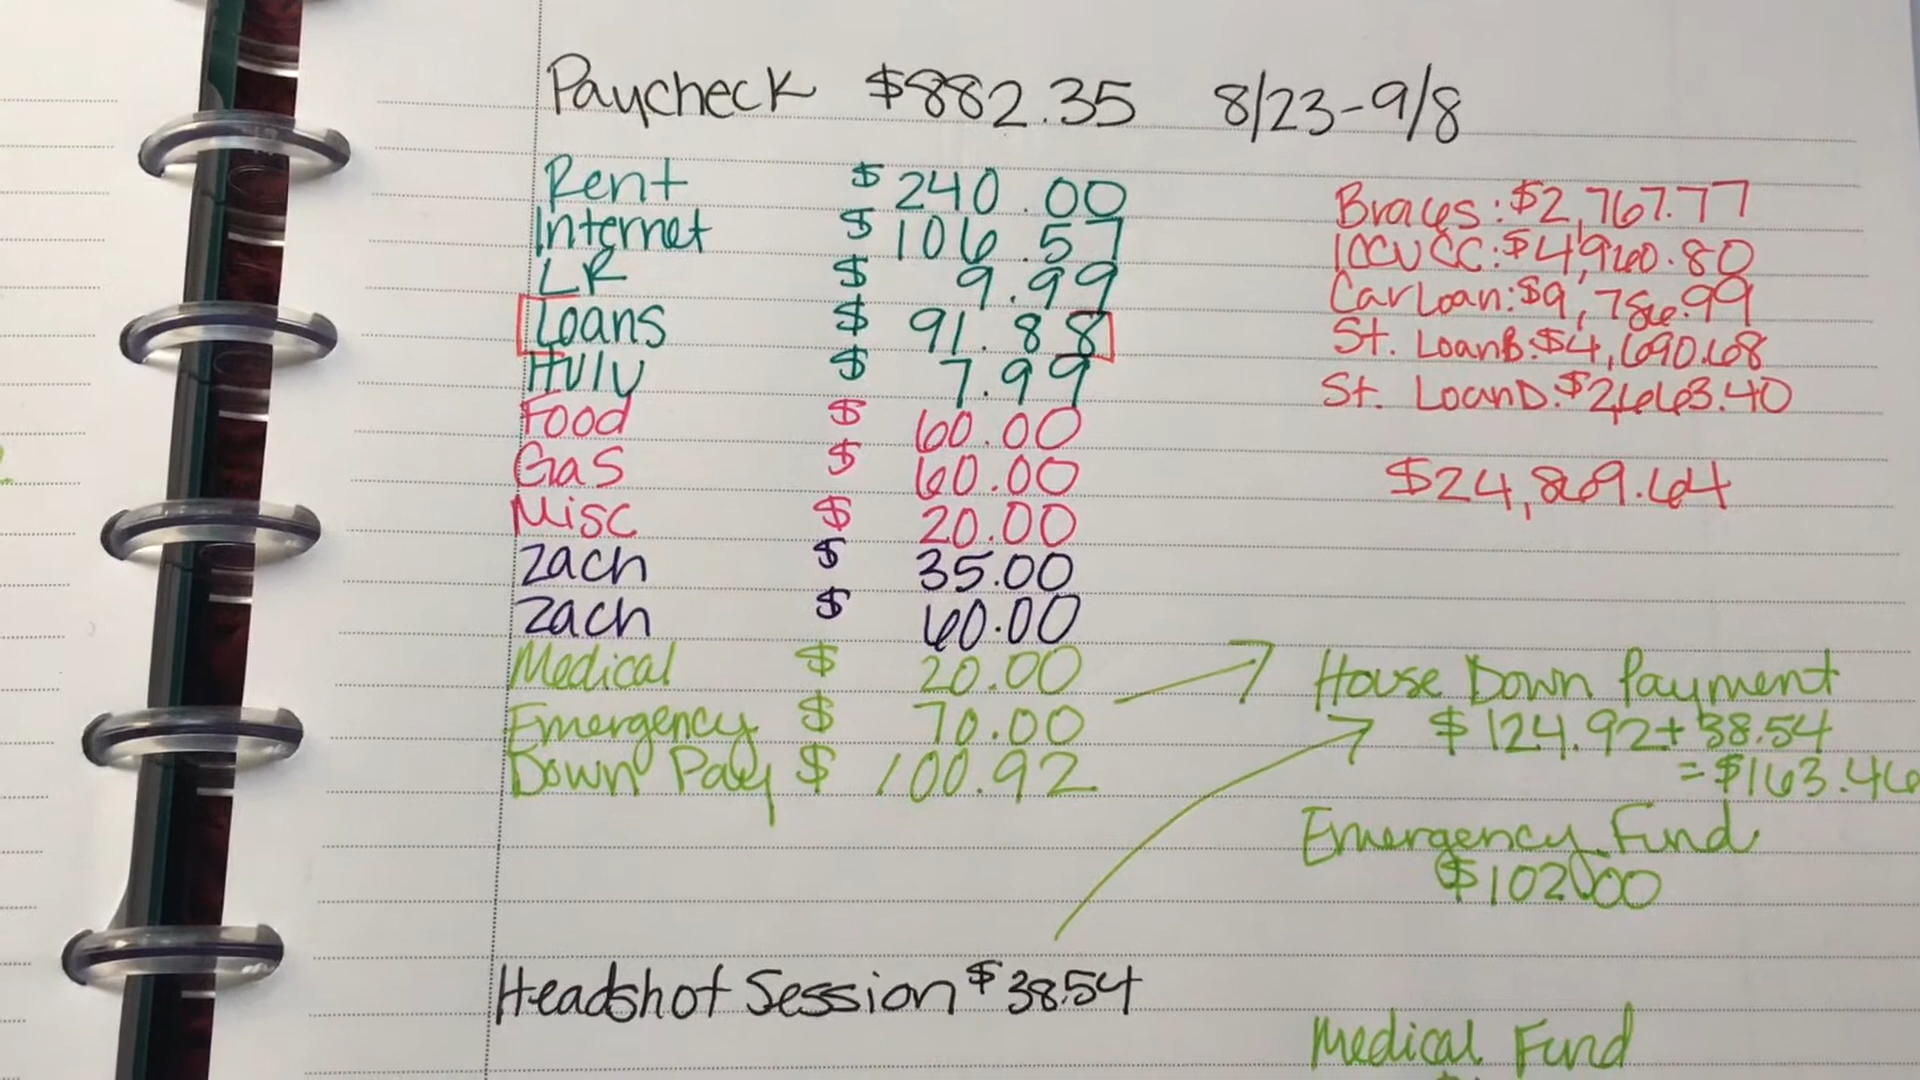 Paycheck $882.35 8/23-9/8
Rent $240.00
Internet $106.57
LR $9.99
Loans $91.88
Hulu $7.99
Food $60.00
Gas $60.00
Misc $20.00
Zach $35.00
Zach $60.00
Medical $20.00
Emergency $70.00
Down Pay $100.92
Headshot Session $38.54
Braces: $2,767.77
ICCU CC: $4,960.80
Car Loan: $9,786.99
St. Loan B: $4,690.68
St. Loan D: $2,663.40
$24,869.64
House Down Payment
$124.92 + 38.54
= $163.46
Emergency Fund
$102.00
Medical Fund